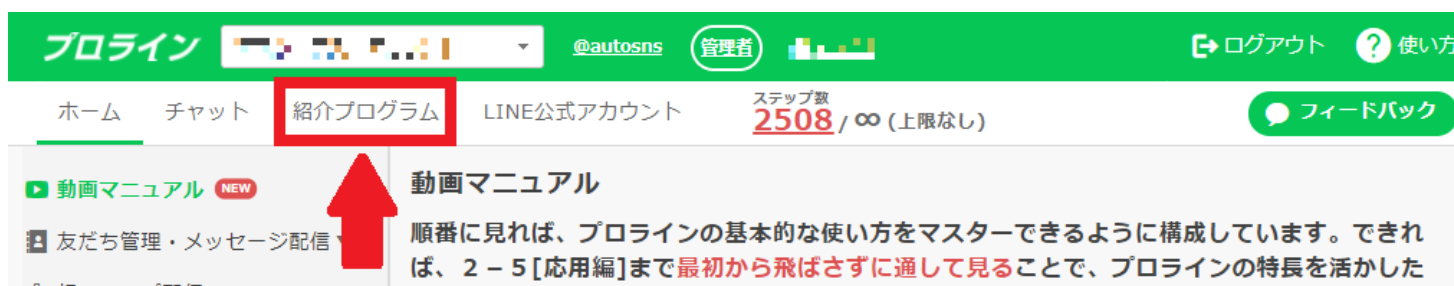 プロライン
@autosns
管理者
ログアウト
? 使い方
ホーム
チャット
紹介プログラム
LINE公式アカウント
ステップ数
2508 / ∞ (上限なし)
フィードバック
動画マニュアル NEW
友だち管理・メッセージ配信
動画マニュアル
順番に見れば、プロラインの基本的な使い方をマスターできるように構成しています。できれ
ば、２－５[応用編]まで最初から飛ばさずに通して見ることで、プロラインの特長を活かした